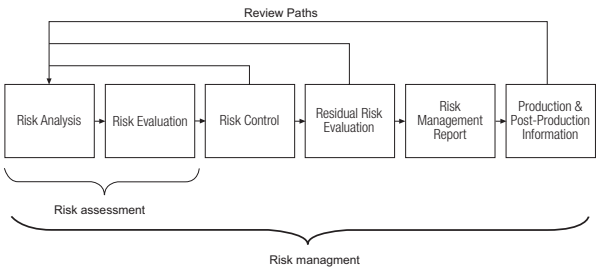 Review Paths
Risk Analysis
Risk Evaluation
Risk Control
Residual Risk
Evaluation
Risk
Management
Report
Production &
Post-Production
Information
Risk assessment
Risk managment